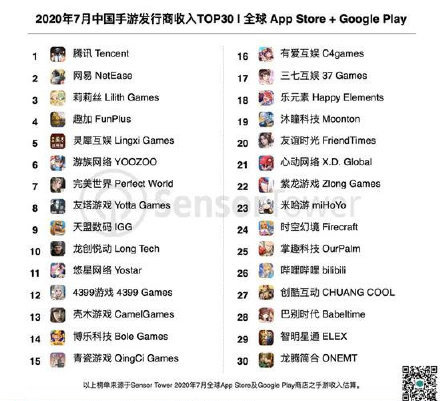 2020年7月中国手游发行商收入TOP30 | 全球 App Store + Google Play
1 腾讯 Tencent
2 网易 NetEase
3 莉莉丝 Lilith Games
4 趣加 FunPlus
5 灵犀互娱 Lingxi Games
6 游族网络 YOOZOO
7 完美世界 Perfect World
8 友塔游戏 Yotta Games
9 天盟数码 IGG
10 龙创悦动 Long Tech
11 悠星网络 Yostar
12 4399游戏 4399 Games
13 壳木游戏 CamelGames
14 博乐科技 Bole Games
15 青瓷游戏 QingCi Games
16 有爱互娱 C4games
17 三七互娱 37 Games
18 乐元素 Happy Elements
19 沐瞳科技 Moonton
20 友谊时光 FriendTimes
21 心动网络 X.D. Global
22 紫龙游戏 Zlong Games
23 米哈游 miHoYo
24 时空幻境 Firecraft
25 掌趣科技 OurPalm
26 哔哩哔哩 bilibili
27 创酷互动 CHUANG COOL
28 巴别时代 Babeltime
29 智明星通 ELEX
30 龙腾简合 ONEMT
SensorTower
以上榜单来源于Sensor Tower 2020年7月全球App Store及Google Play商店之手游收入估算。